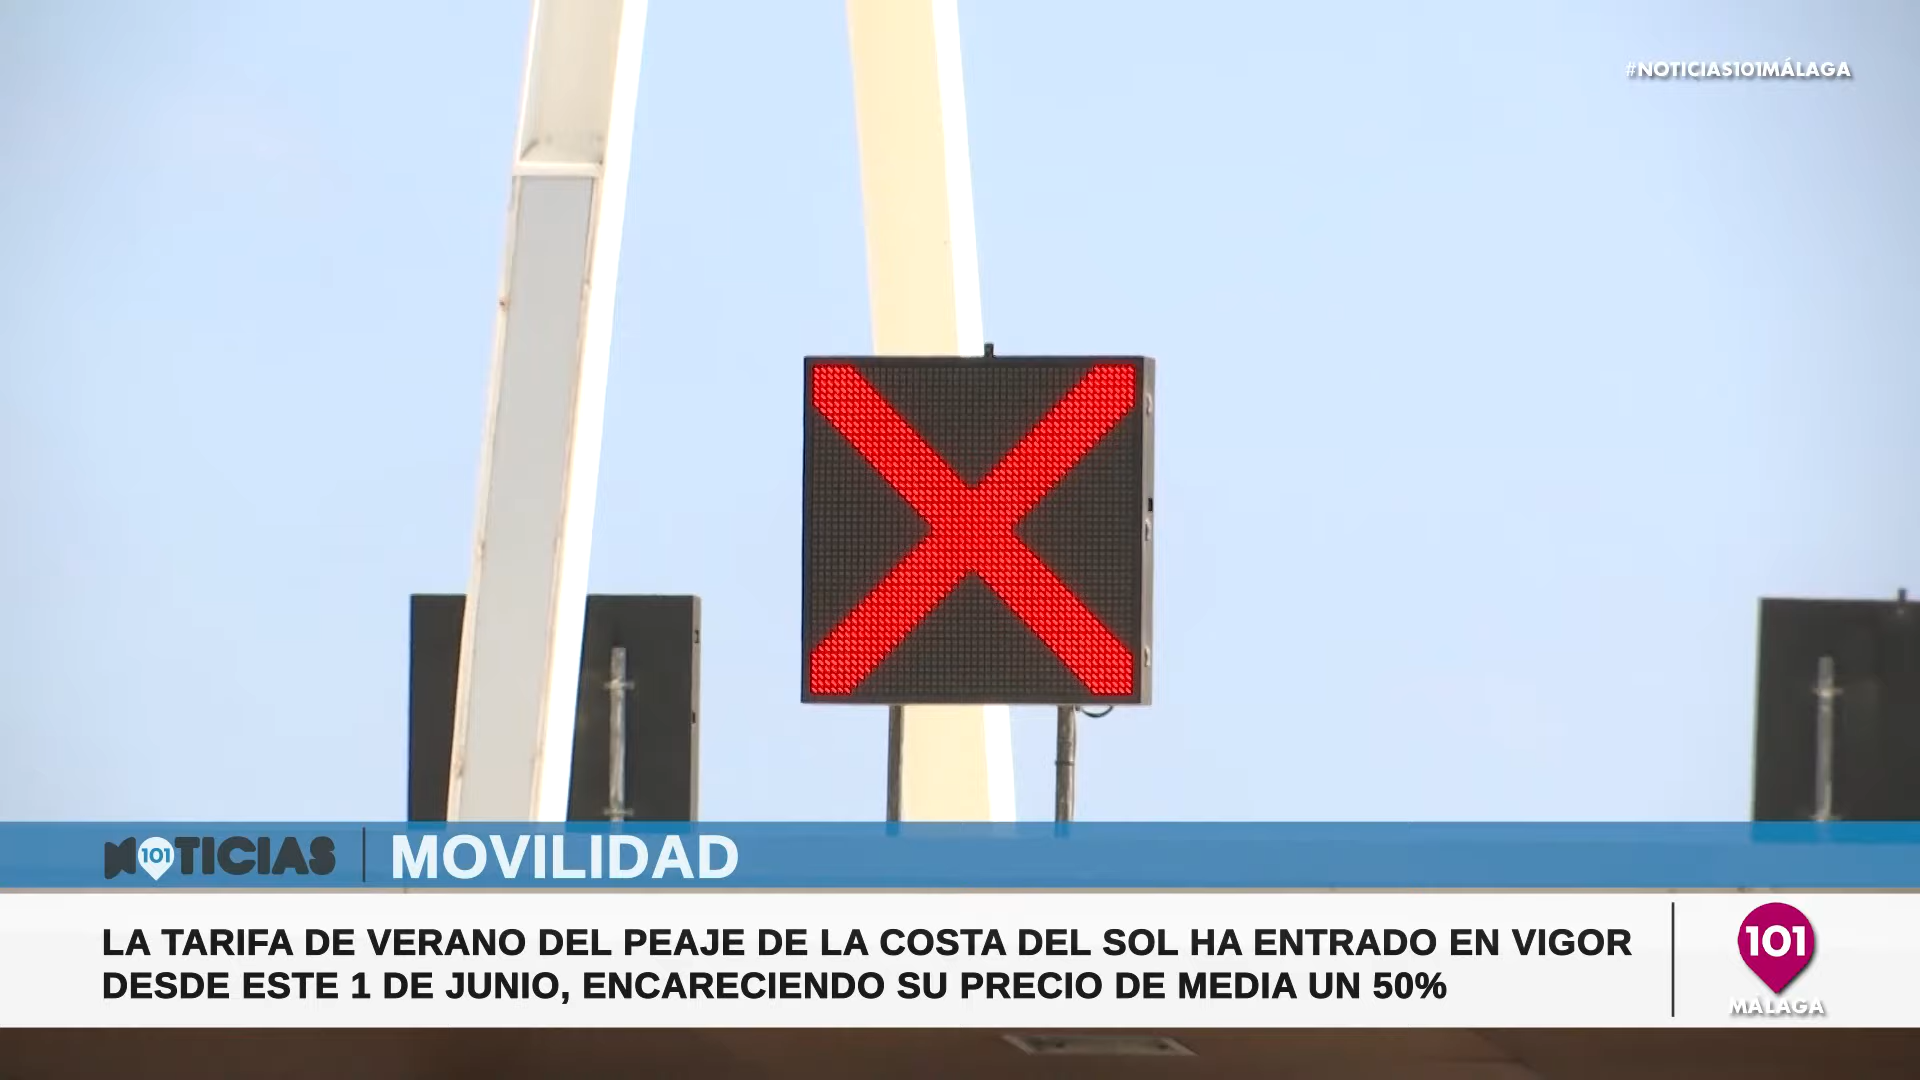 #NOTICIAS101MÁLAGA
NOTICIAS 101
MOVILIDAD
LA TARIFA DE VERANO DEL PEAJE DE LA COSTA DEL SOL HA ENTRADO EN VIGOR
DESDE ESTE 1 DE JUNIO, ENCARECIENDO SU PRECIO DE MEDIA UN 50%
101
MÁLAGA